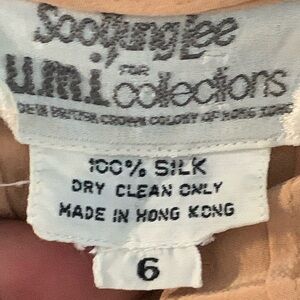 Sooyung Lee
FOR
u.m.i. collections
NEW BRITISH CROWN COLONY OF HONG KONG
100% SILK
DRY CLEAN ONLY
MADE IN HONG KONG
6